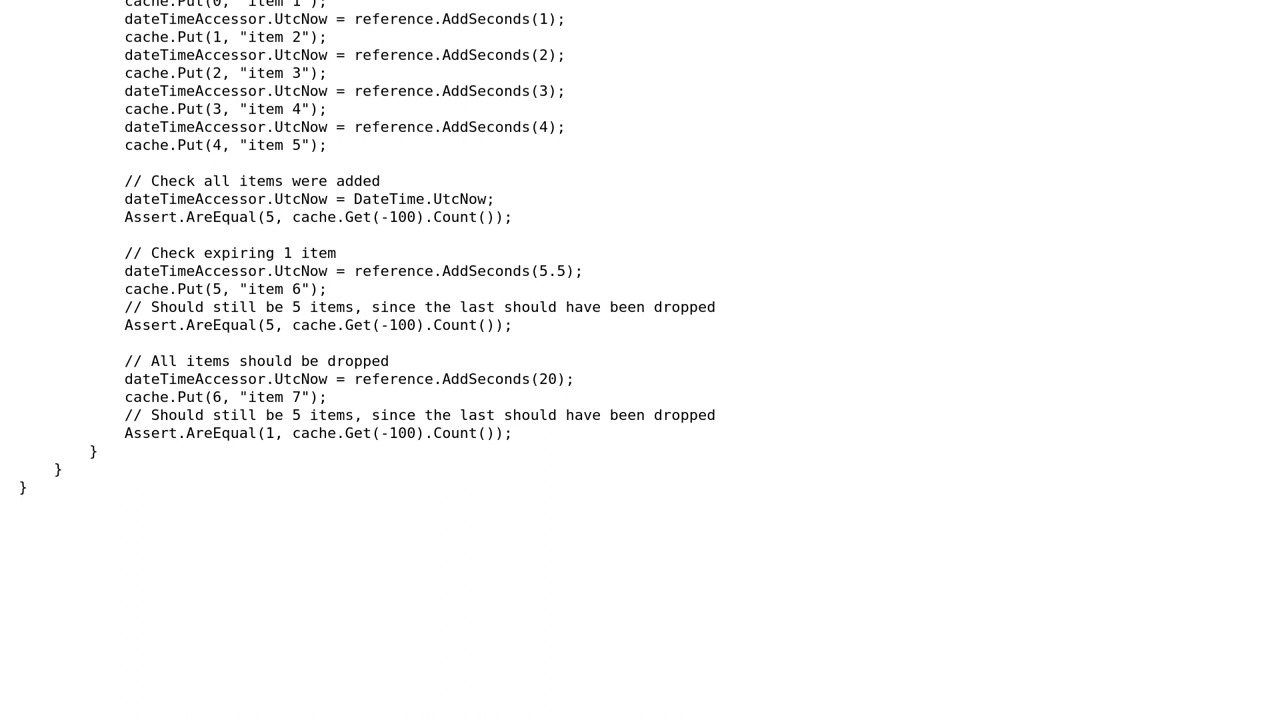 cache.Put(0, "item 1");
dateTimeAccessor.UtcNow = reference.AddSeconds(1);
cache.Put(1, "item 2");
dateTimeAccessor.UtcNow = reference.AddSeconds(2);
cache.Put(2, "item 3");
dateTimeAccessor.UtcNow = reference.AddSeconds(3);
cache.Put(3, "item 4");
dateTimeAccessor.UtcNow = reference.AddSeconds(4);
cache.Put(4, "item 5");
// Check all items were added
dateTimeAccessor.UtcNow = DateTime.UtcNow;
Assert.AreEqual(5, cache.Get(-100).Count());
// Check expiring 1 item
dateTimeAccessor.UtcNow = reference.AddSeconds(5.5);
cache.Put(5, "item 6");
// Should still be 5 items, since the last should have been dropped
Assert.AreEqual(5, cache.Get(-100).Count());
// All items should be dropped
dateTimeAccessor.UtcNow = reference.AddSeconds(20);
cache.Put(6, "item 7");
// Should still be 5 items, since the last should have been dropped
Assert.AreEqual(1, cache.Get(-100).Count());
}
}
}